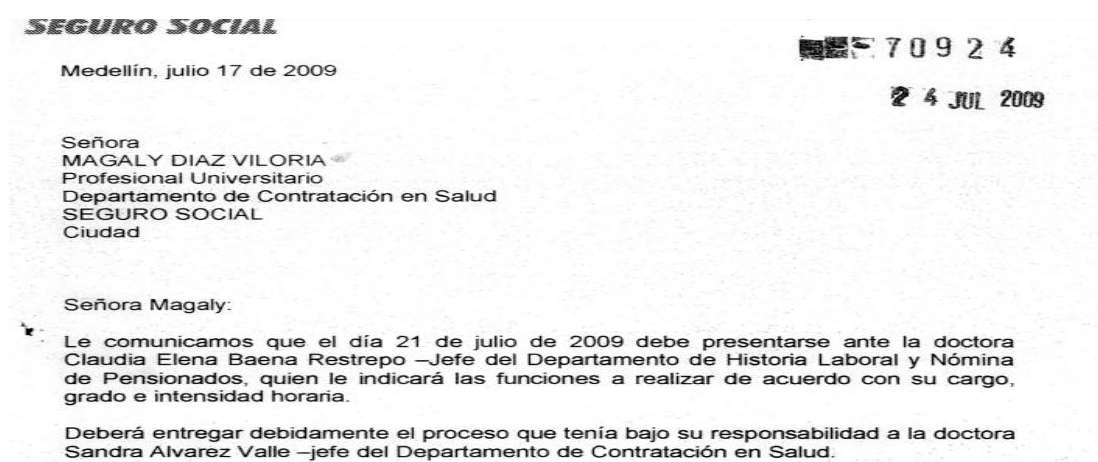 SEGURO SOCIAL
70924
Medellín, julio 17 de 2009
24 JUL 2009
Señora
MAGALY DIAZ VILORIA
Profesional Universitario
Departamento de Contratación en Salud
SEGURO SOCIAL
Ciudad
Señora Magaly:
Le comunicamos que el día 21 de julio de 2009 debe presentarse ante la doctora
Claudia Elena Baena Restrepo –Jefe del Departamento de Historia Laboral y Nómina
de Pensionados, quien le indicará las funciones a realizar de acuerdo con su cargo,
grado e intensidad horaria.
Deberá entregar debidamente el proceso que tenía bajo su responsabilidad a la doctora
Sandra Alvarez Valle –jefe del Departamento de Contratación en Salud.